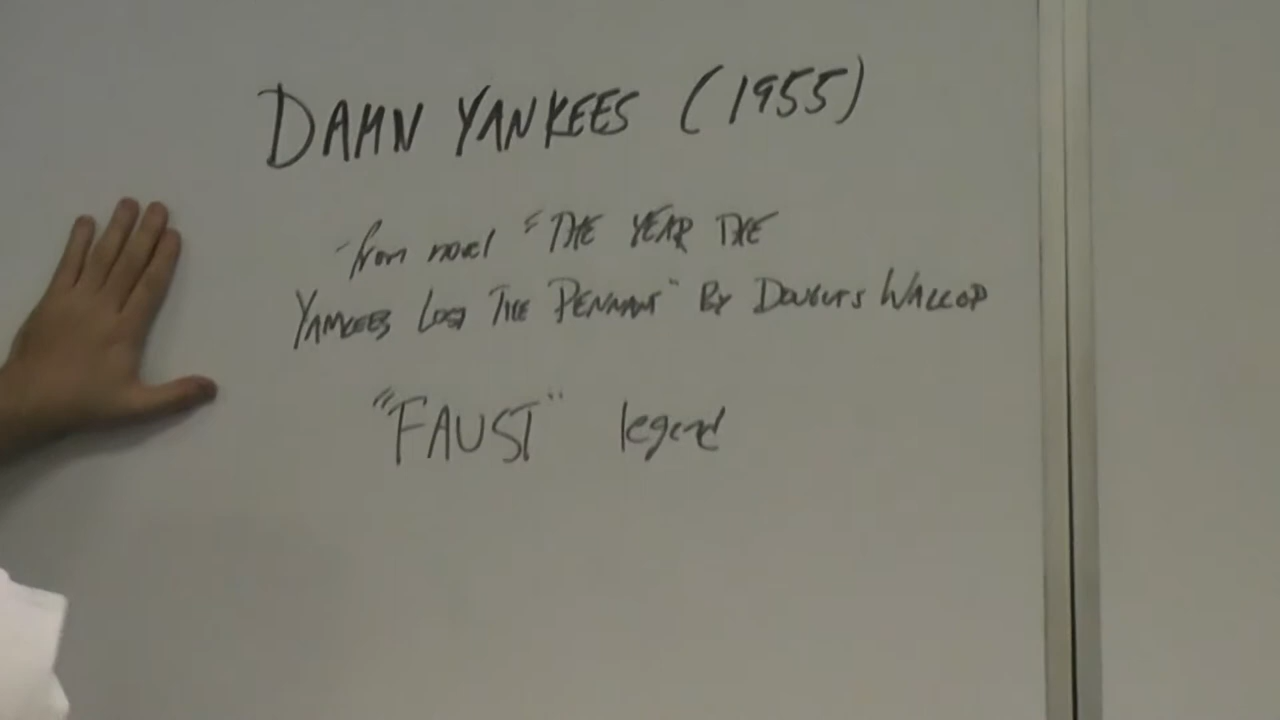 DAMN YANKEES (1955)
- from novel "THE YEAR THE
YANKEES LOST THE PENNANT" BY DOUGLAS WALLOP
"FAUST" legend